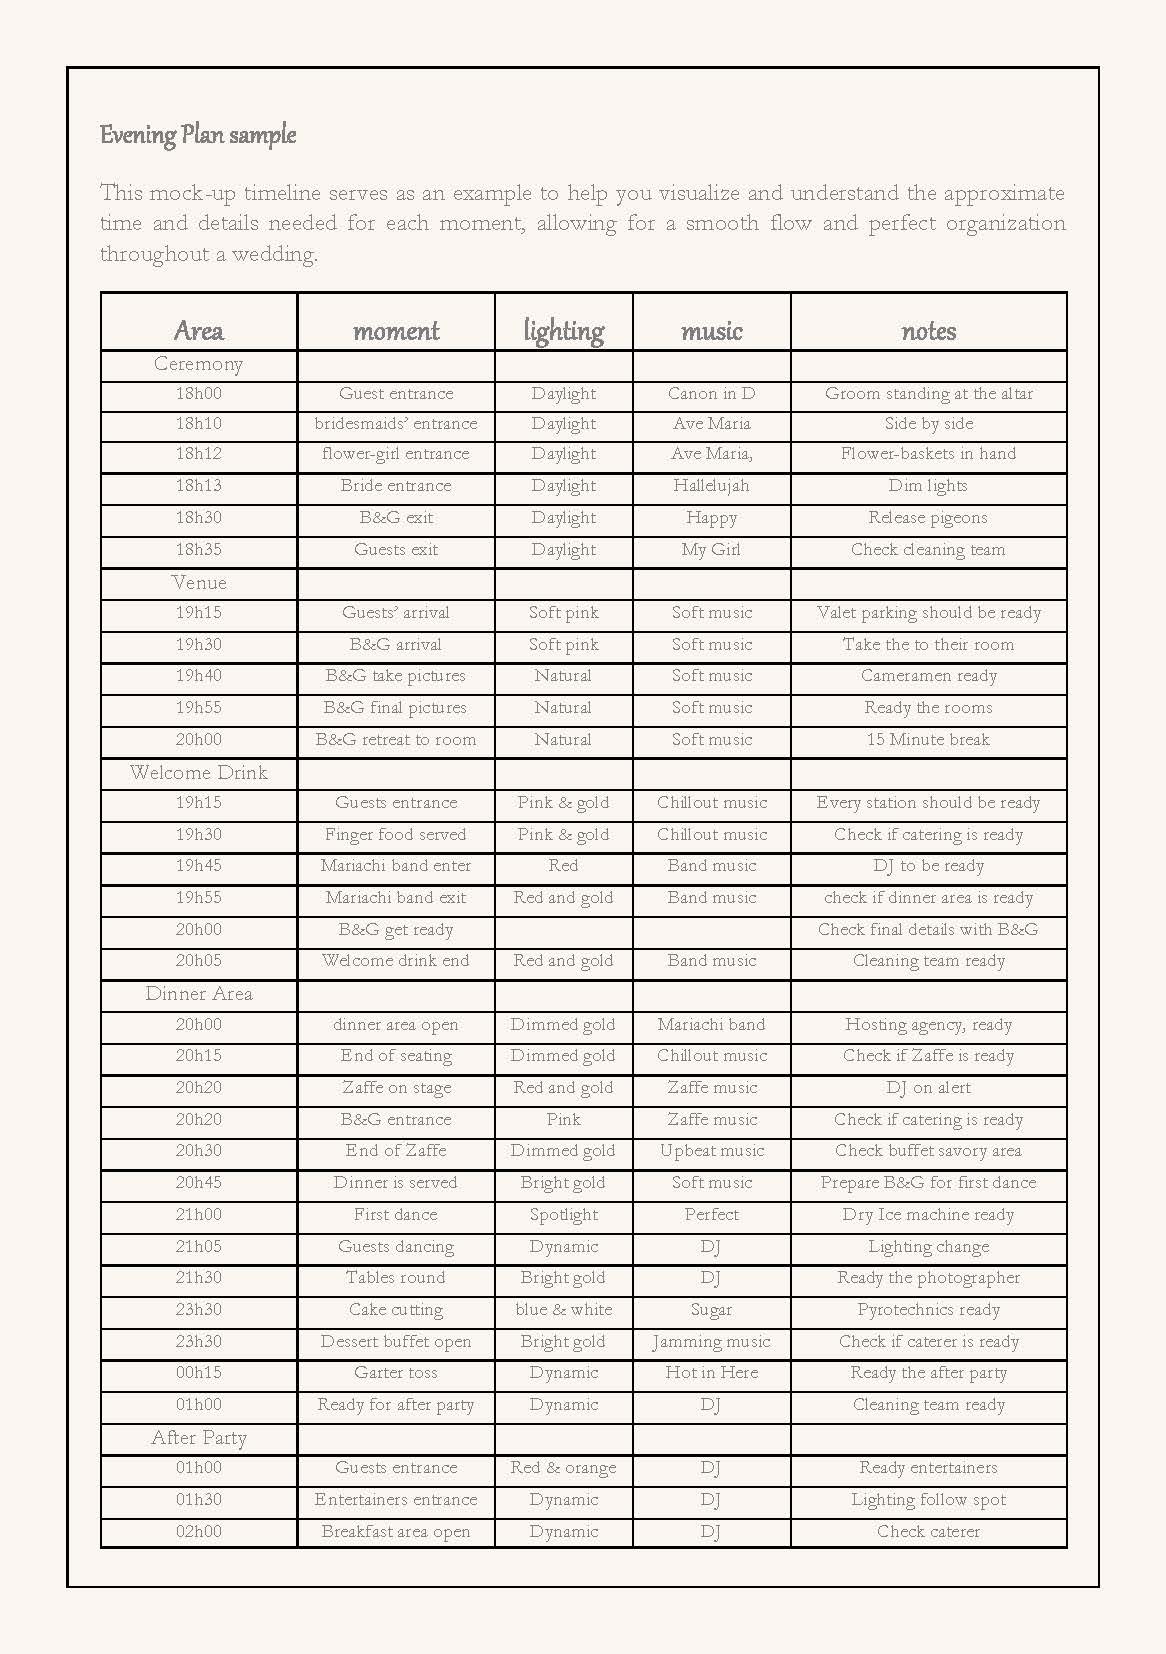 Evening Plan sample
This mock-up timeline serves as an example to help you visualize and understand the approximate
time and details needed for each moment, allowing for a smooth flow and perfect organization
throughout a wedding.
Area moment lighting music notes
Ceremony
18h00 Guest entrance Daylight Canon in D Groom standing at the altar
18h10 bridesmaids’ entrance Daylight Ave Maria Side by side
18h12 flower-girl entrance Daylight Ave Maria, Flower-baskets in hand
18h13 Bride entrance Daylight Hallelujah Dim lights
18h30 B&G exit Daylight Happy Release pigeons
18h35 Guests exit Daylight My Girl Check cleaning team
Venue
19h15 Guests’ arrival Soft pink Soft music Valet parking should be ready
19h30 B&G arrival Soft pink Soft music Take the to their room
19h40 B&G take pictures Natural Soft music Cameramen ready
19h55 B&G final pictures Natural Soft music Ready the rooms
20h00 B&G retreat to room Natural Soft music 15 Minute break
Welcome Drink
19h15 Guests entrance Pink & gold Chillout music Every station should be ready
19h30 Finger food served Pink & gold Chillout music Check if catering is ready
19h45 Mariachi band enter Red Band music DJ to be ready
19h55 Mariachi band exit Red and gold Band music check if dinner area is ready
20h00 B&G get ready Check final details with B&G
20h05 Welcome drink end Red and gold Band music Cleaning team ready
Dinner Area
20h00 dinner area open Dimmed gold Mariachi band Hosting agency, ready
20h15 End of seating Dimmed gold Chillout music Check if Zaffe is ready
20h20 Zaffe on stage Red and gold Zaffe music DJ on alert
20h20 B&G entrance Pink Zaffe music Check if catering is ready
20h30 End of Zaffe Dimmed gold Upbeat music Check buffet savory area
20h45 Dinner is served Bright gold Soft music Prepare B&G for first dance
21h00 First dance Spotlight Perfect Dry Ice machine ready
21h05 Guests dancing Dynamic DJ Lighting change
21h30 Tables round Bright gold DJ Ready the photographer
23h30 Cake cutting blue & white Sugar Pyrotechnics ready
23h30 Dessert buffet open Bright gold Jamming music Check if caterer is ready
00h15 Garter toss Dynamic Hot in Here Ready the after party
01h00 Ready for after party Dynamic DJ Cleaning team ready
After Party
01h00 Guests entrance Red & orange DJ Ready entertainers
01h30 Entertainers entrance Dynamic DJ Lighting follow spot
02h00 Breakfast area open Dynamic DJ Check caterer